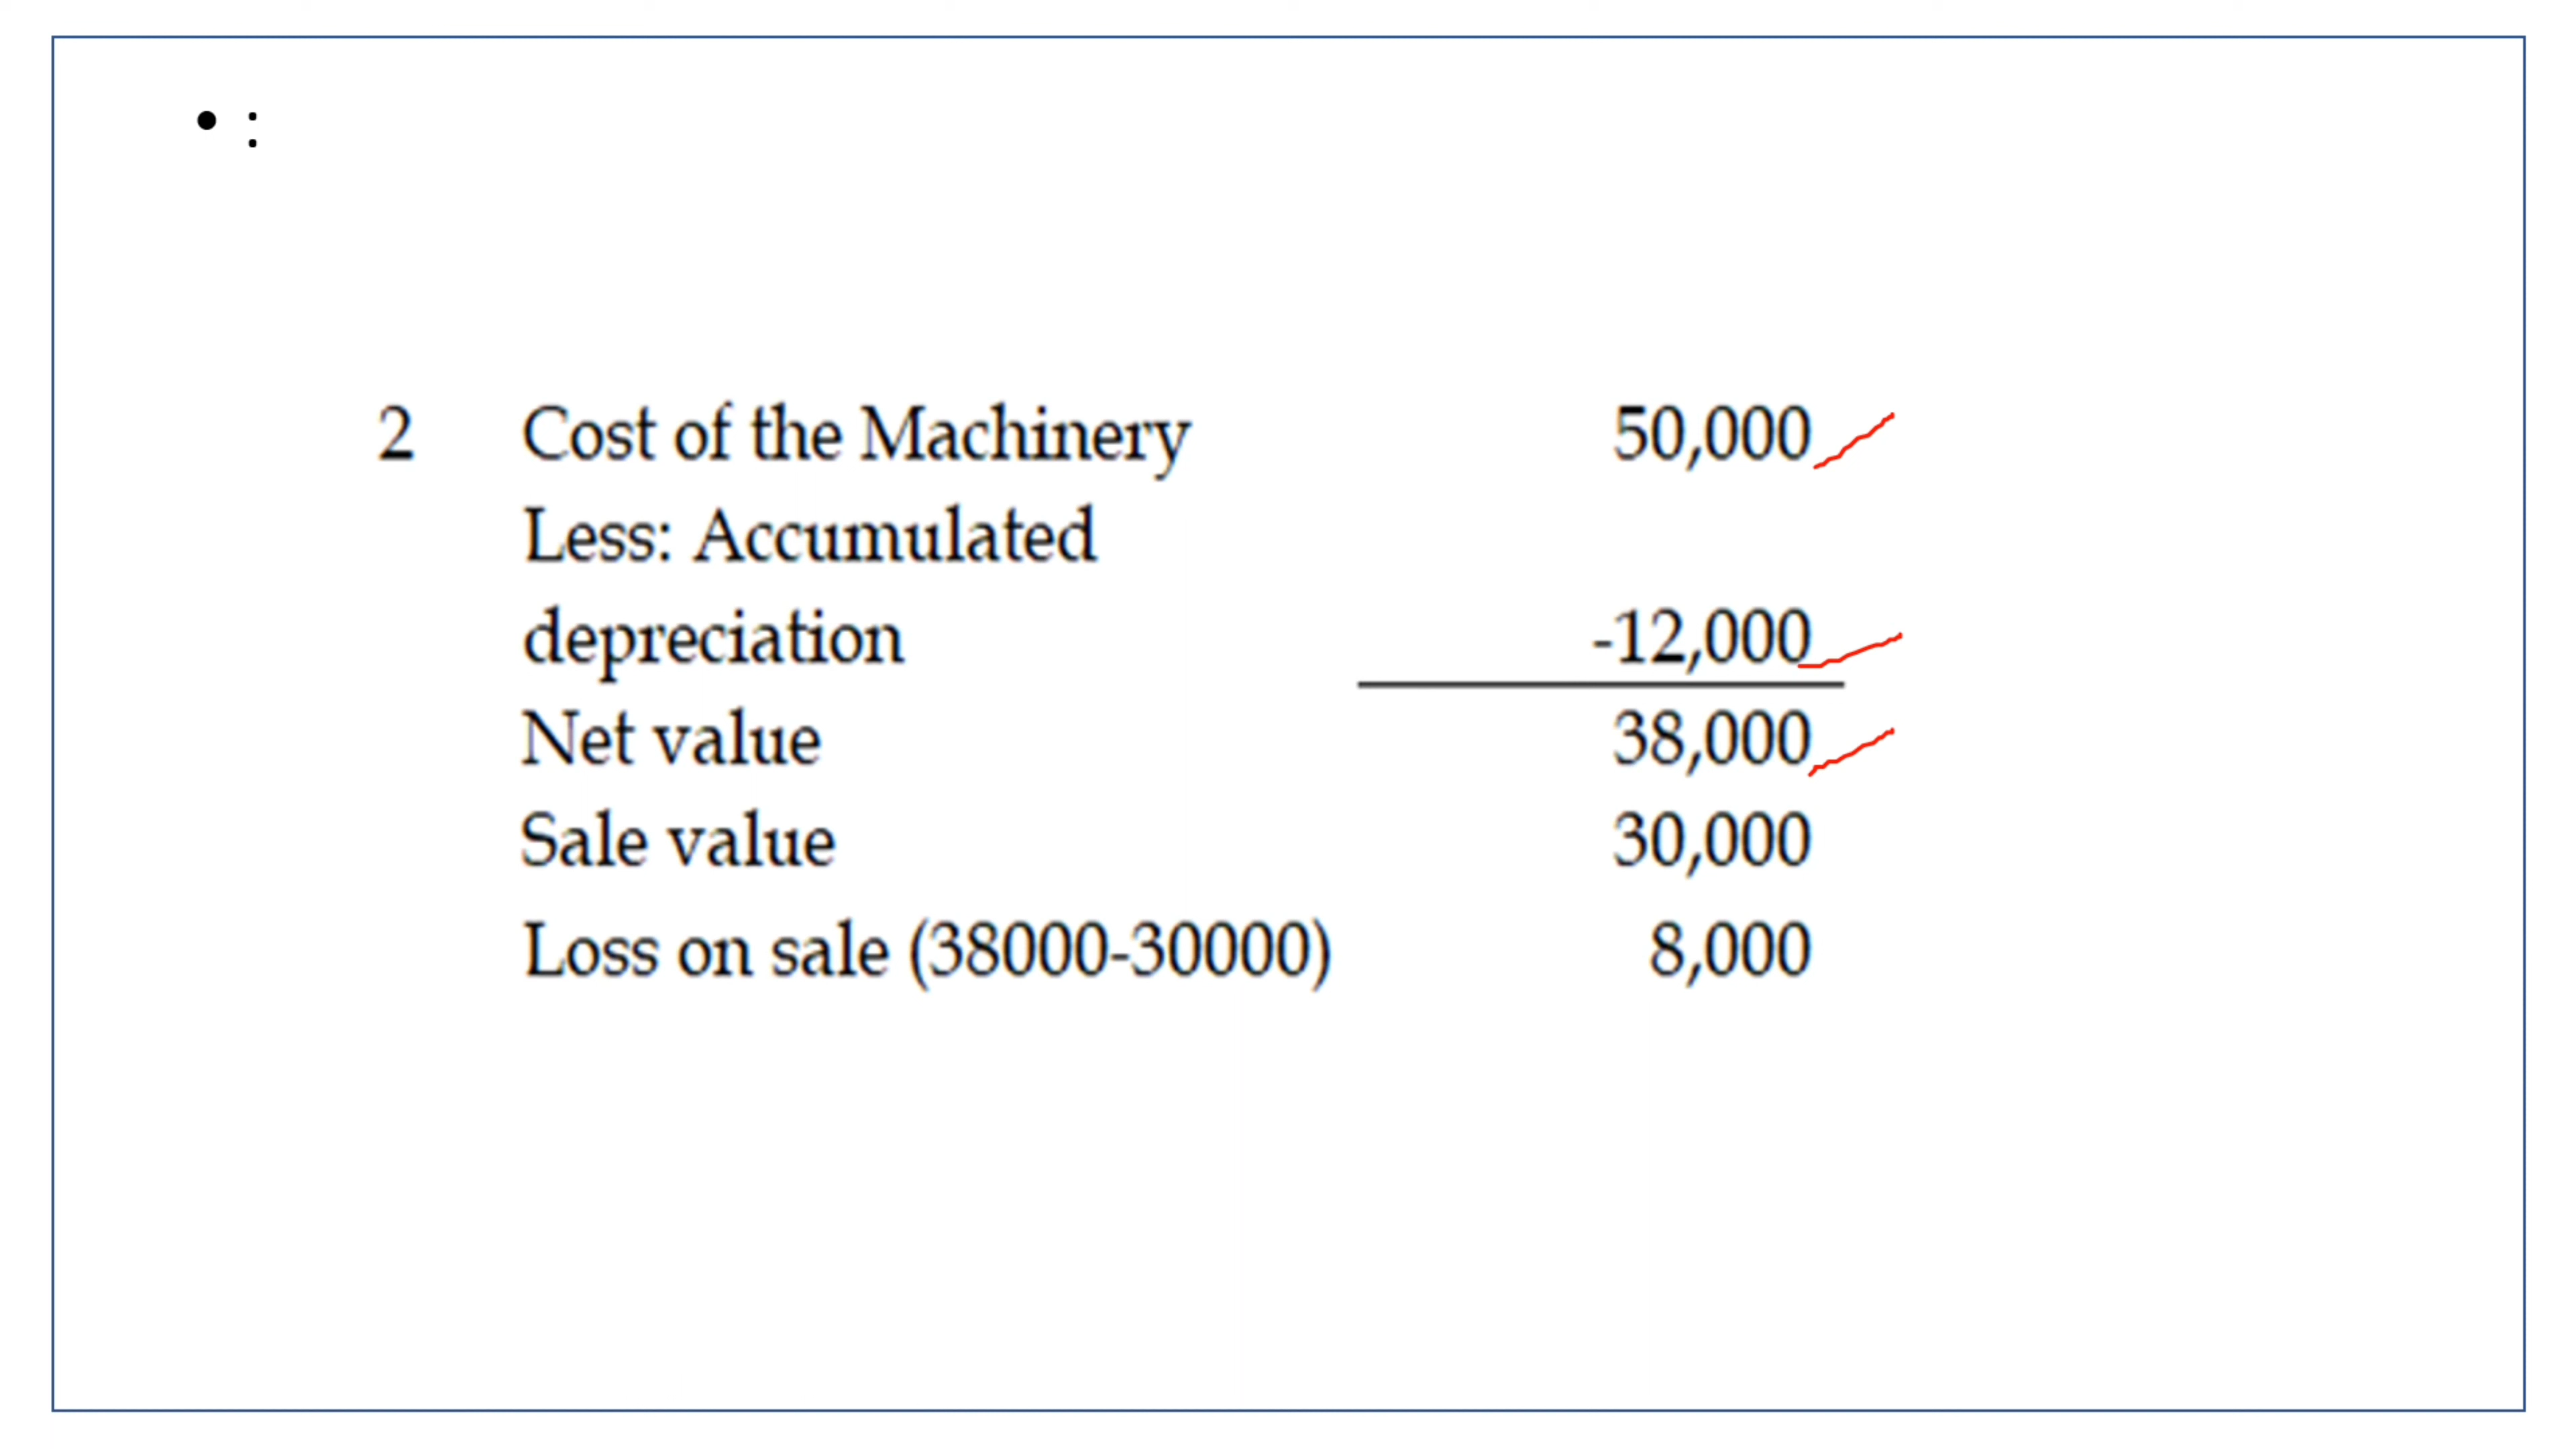 • :
2 Cost of the Machinery 50,000
Less: Accumulated
depreciation -12,000
Net value 38,000
Sale value 30,000
Loss on sale (38000-30000) 8,000